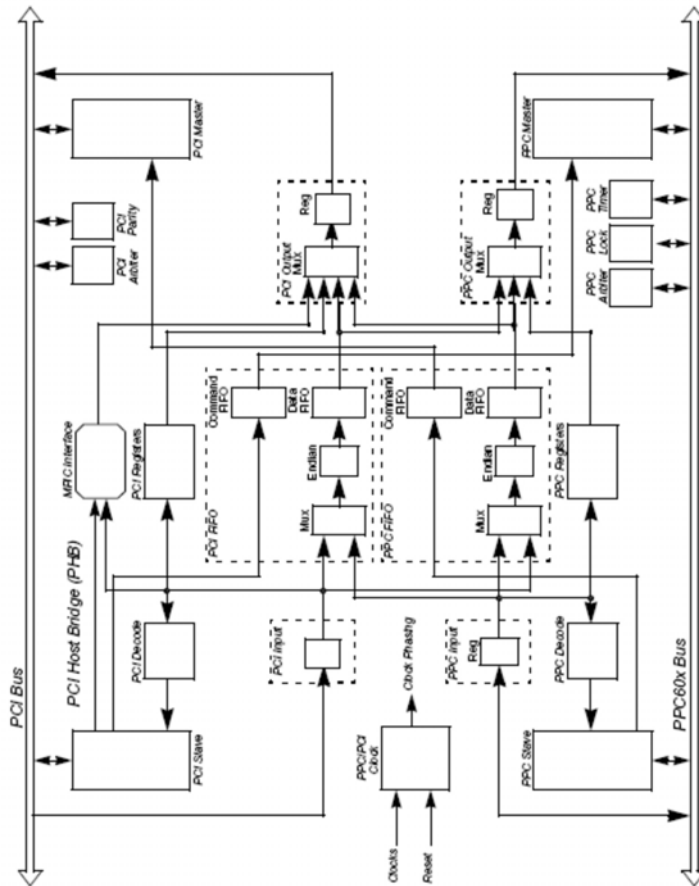 PCI Bus
PCI Host Bridge (PHB)
PCI Slave
PCI Decode
MPIC Interface
PCI Registers
PCI
Arbiter
PCI
Parity
PCI Master
PCI Input
PCI FIFO
Mux
Endian
Command
FIFO
Data
FIFO
PCI Output
Mux
Reg
Clocks
Reset
PPC/PCI
Clock
Clock Phasing
PPC Input
Reg
PPC FIFO
Mux
Endian
Command
FIFO
Data
FIFO
PPC Output
Mux
Reg
PPC Slave
PPC Decode
PPC Registers
PPC
Arbiter
PPC
Lock
PPC
Timer
PPC Master
PPC60x Bus